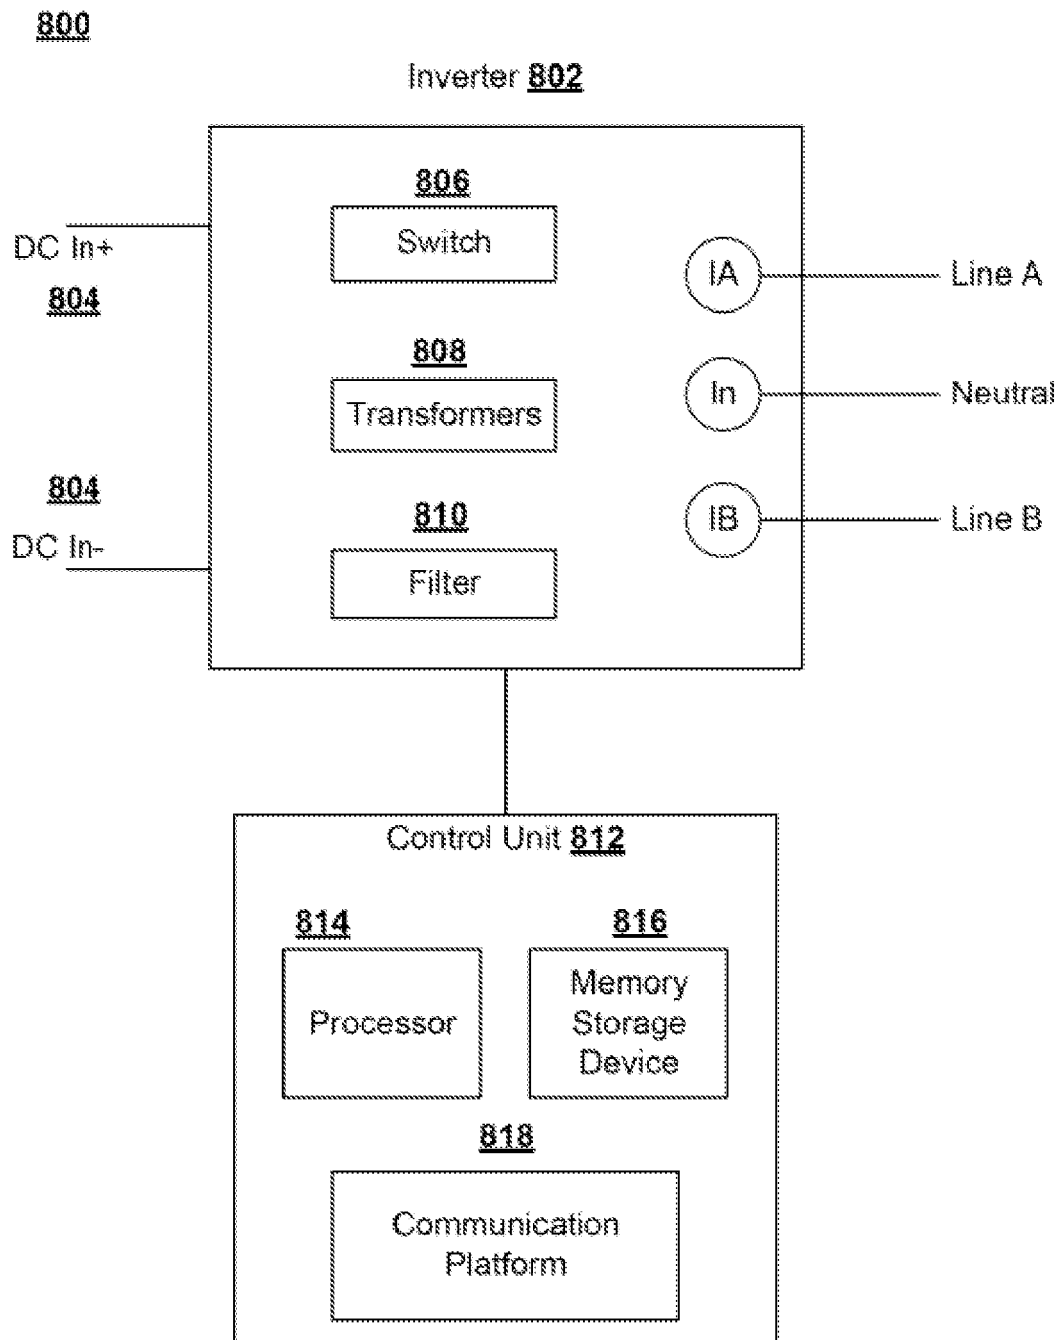 800
Inverter 802
806
Switch
DC In+
804
IA
Line A
808
Transformers
In
Neutral
804
DC In-
810
Filter
IB
Line B
Control Unit 812
814
Processor
816
Memory
Storage
Device
818
Communication
Platform